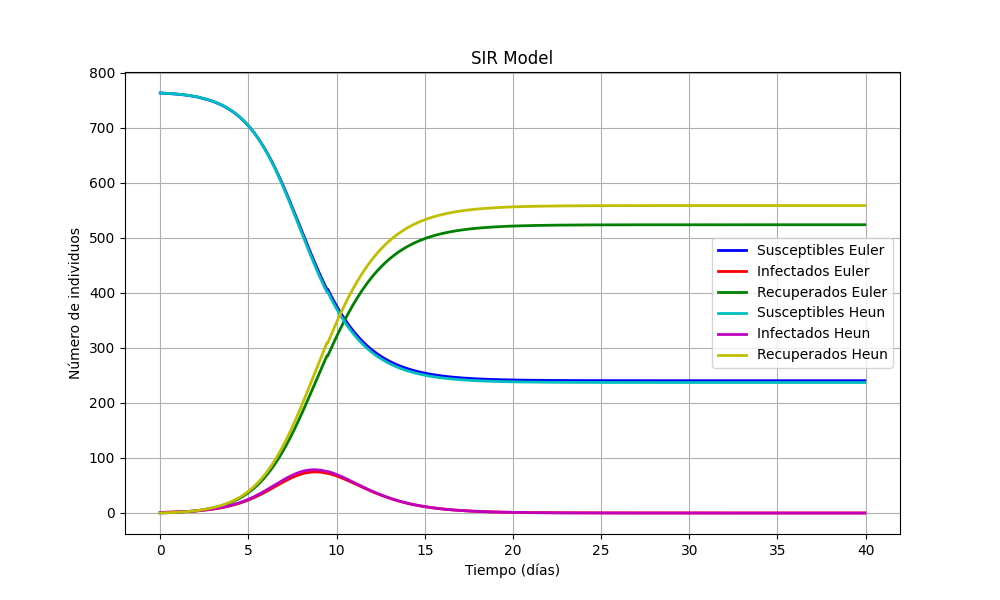 SIR Model
Número de individuos
800
700
600
500
400
300
200
100
0
Susceptibles Euler
Infectados Euler
Recuperados Euler
Susceptibles Heun
Infectados Heun
Recuperados Heun
0 5 10 15 20 25 30 35 40
Tiempo (días)